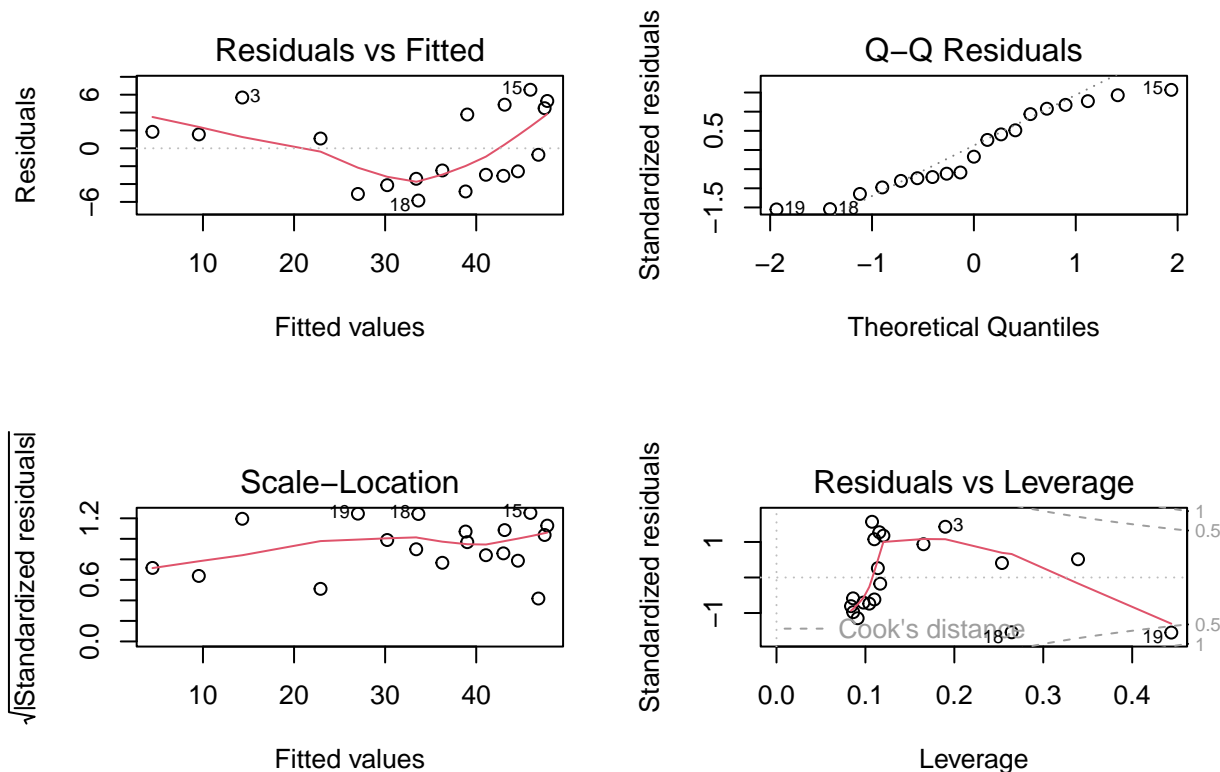 Residuals vs Fitted
Residuals
6
0
−6
3
15
18
10 20 30 40
Fitted values
Q−Q Residuals
Standardized residuals
0.5
−1.5
15
19
18
−2 −1 0 1 2
Theoretical Quantiles
Scale−Location
√|Standardized residuals|
1.2
0.6
0.0
19
18
15
10 20 30 40
Fitted values
Residuals vs Leverage
Standardized residuals
1
−1
3
1
0.5
Cook's distance
18
19
0.5
1
0.0 0.1 0.2 0.3 0.4
Leverage